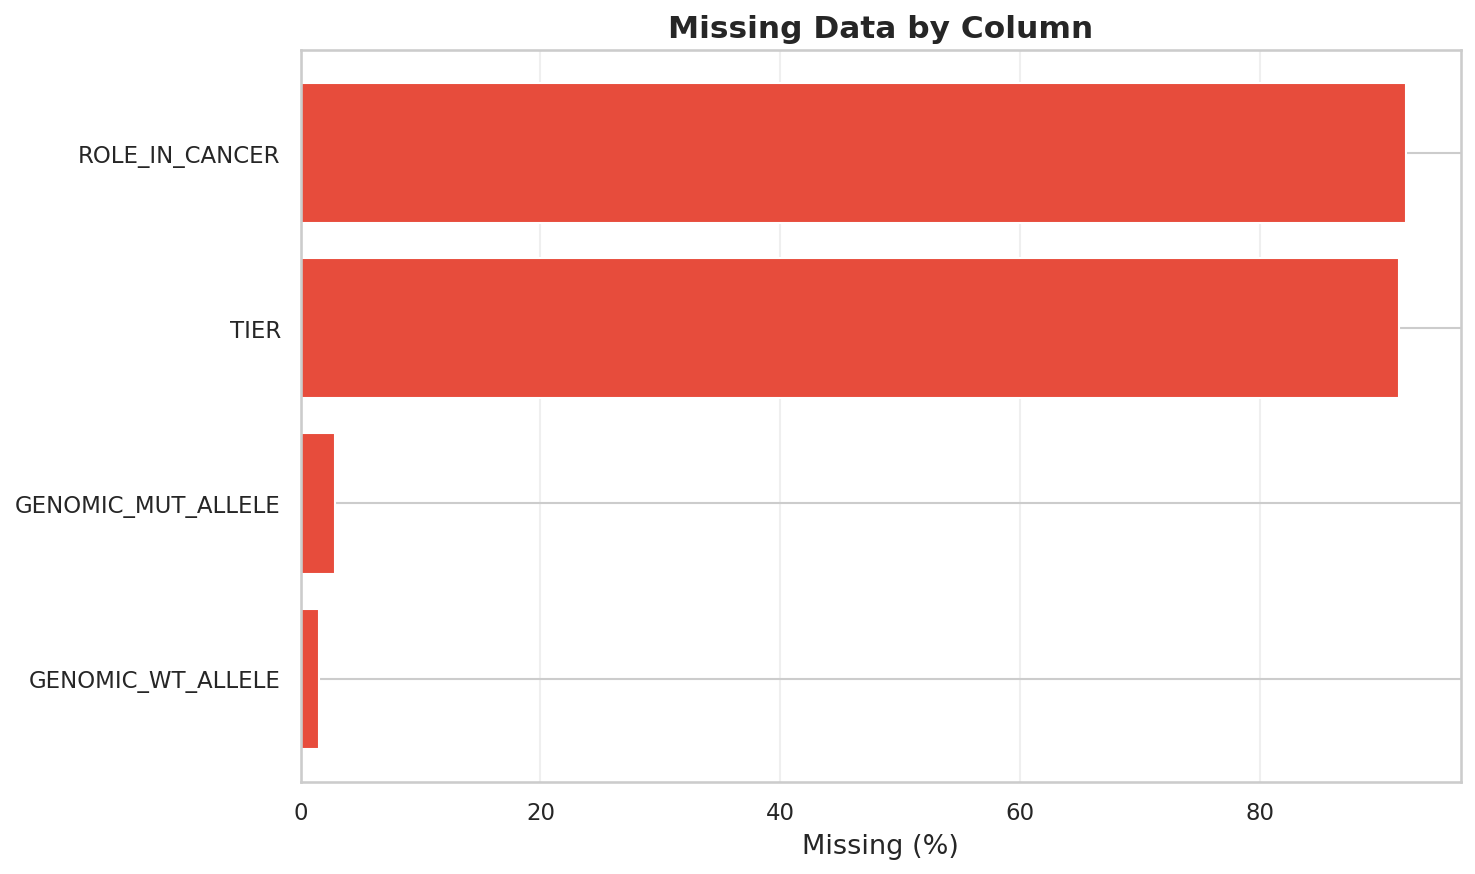 Missing Data by Column
ROLE_IN_CANCER
TIER
GENOMIC_MUT_ALLELE
GENOMIC_WT_ALLELE
0 20 40 60 80
Missing (%)